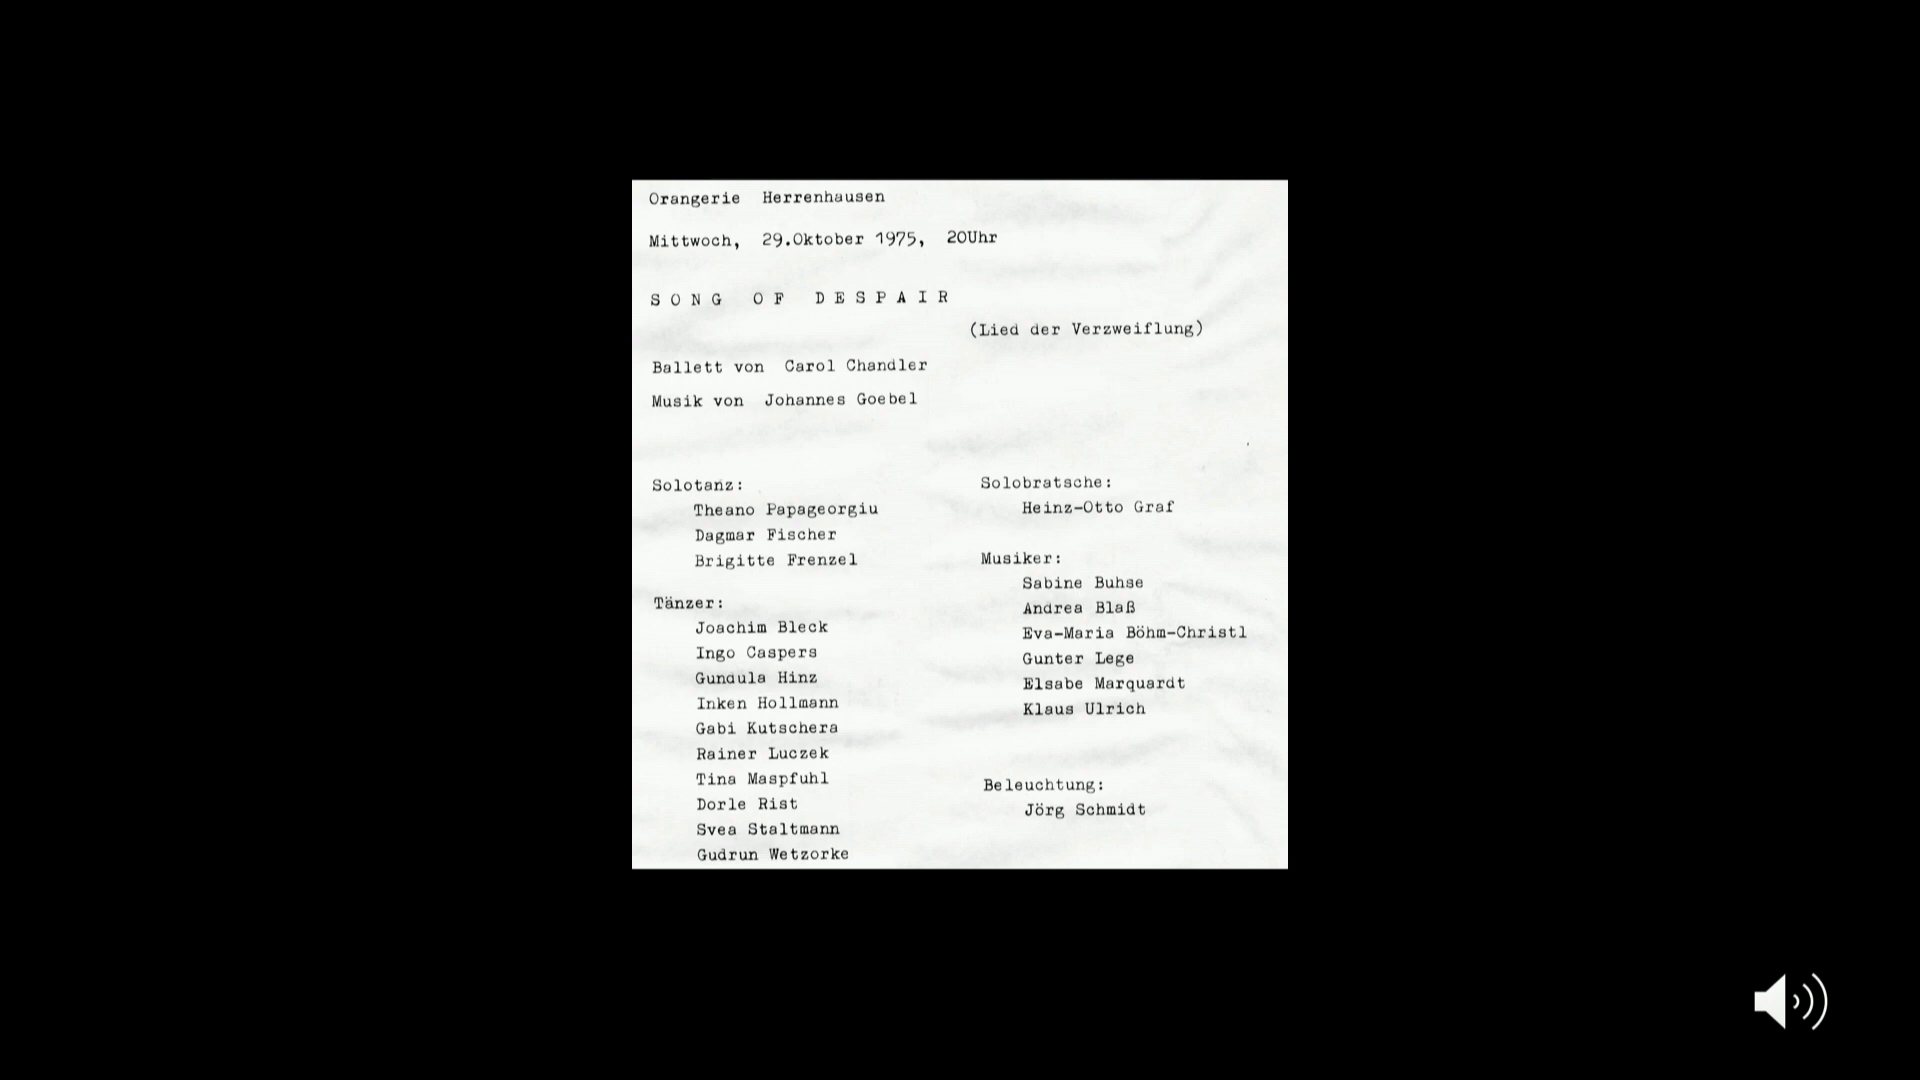 Orangerie Herrenhausen
Mittwoch, 29.Oktober 1975, 20Uhr
SONG OF DESPAIR
(Lied der Verzweiflung)
Ballett von Carol Chandler
Musik von Johannes Goebel
Solotanz:
Theano Papageorgiu
Dagmar Fischer
Brigitte Frenzel
Tänzer:
Joachim Bleck
Ingo Caspers
Gundula Hinz
Inken Hollmann
Gabi Kutschera
Rainer Luczek
Tina Maspfuhl
Dorle Rist
Svea Staltmann
Gudrun Wetzorke
Solobratsche:
Heinz-Otto Graf
Musiker:
Sabine Buhse
Andrea Blaß
Eva-Maria Böhm-Christl
Gunter Lege
Elsabe Marquardt
Klaus Ulrich
Beleuchtung:
Jörg Schmidt